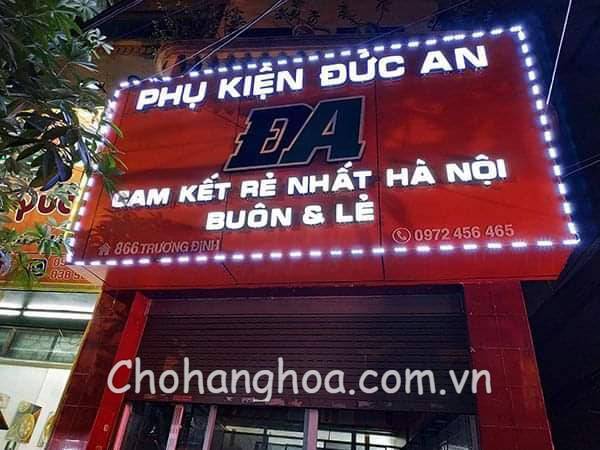 PHỤ KIỆN ĐỨC AN
ĐA
CAM KẾT RẺ NHẤT HÀ NỘI
BUÔN & LẺ
866 TRƯƠNG ĐỊNH
0972 456 465
Chohanghoa.com.vn